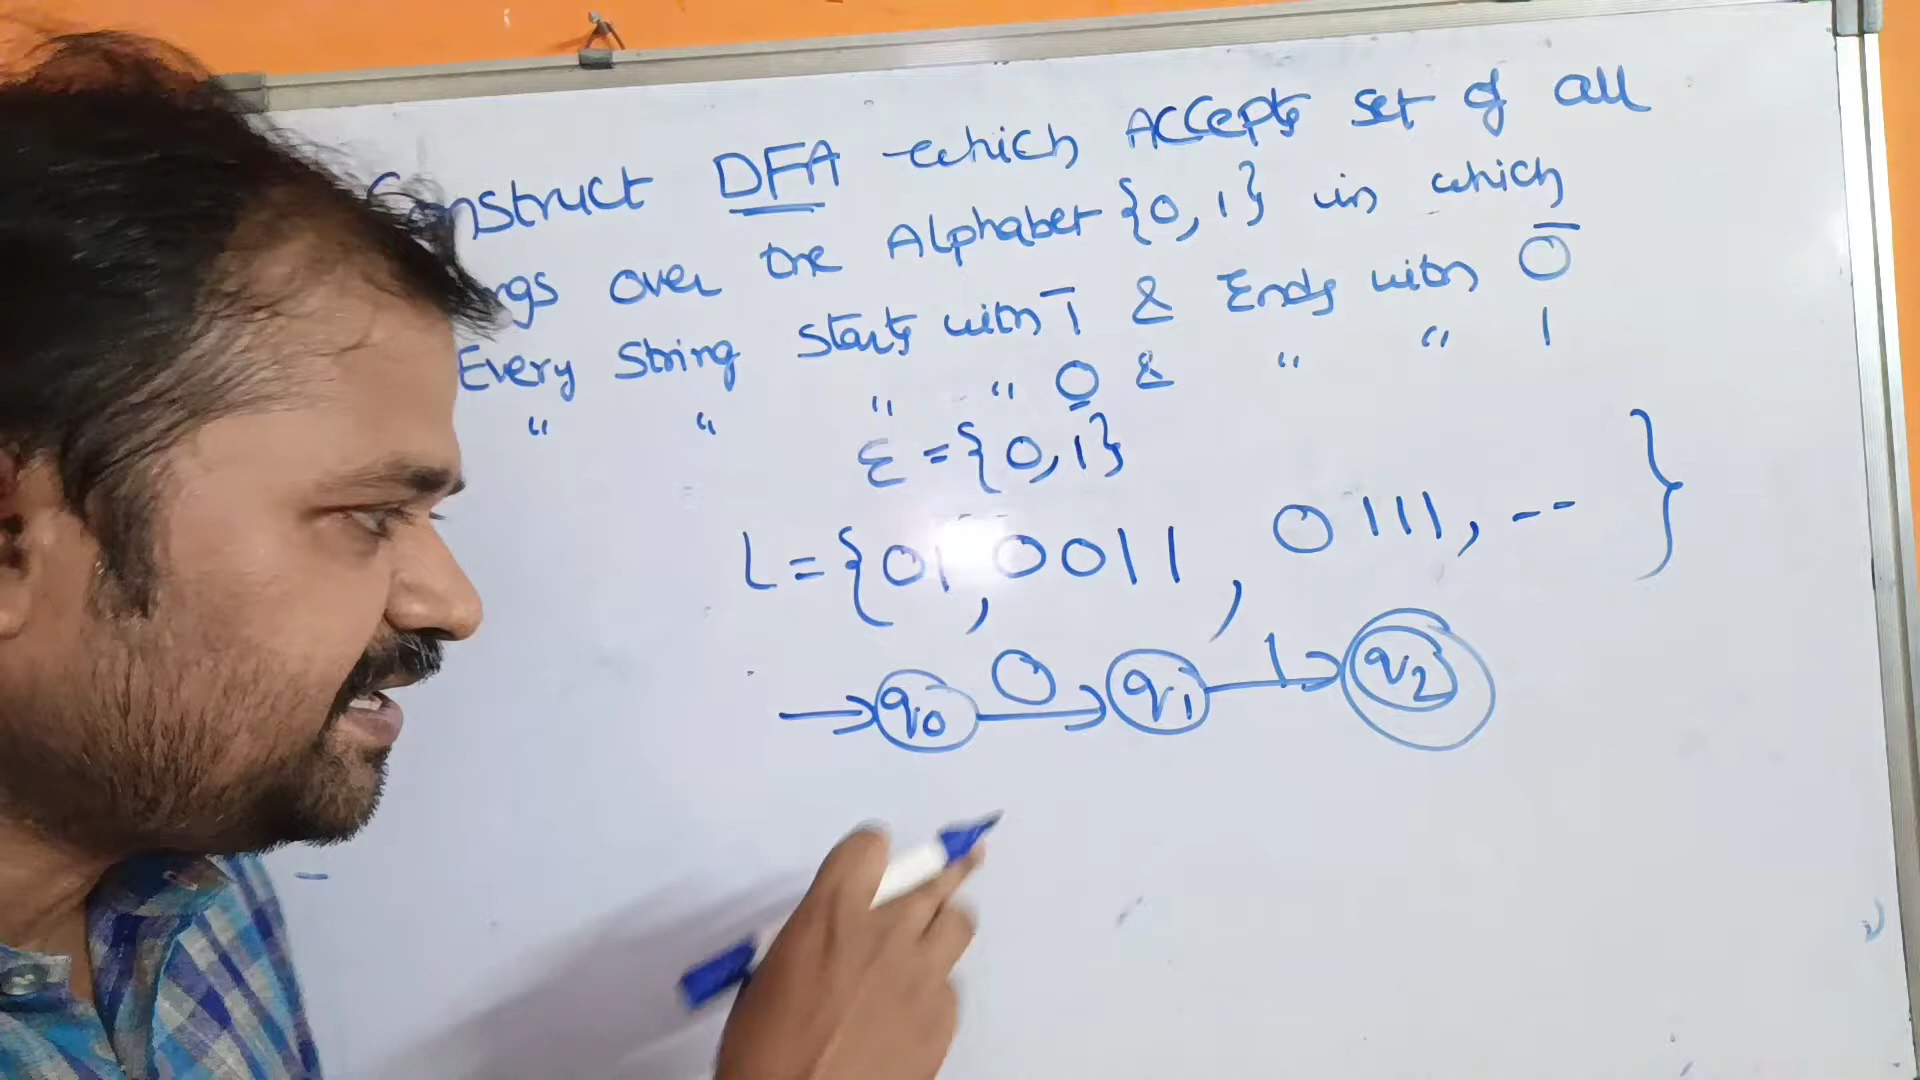 Construct DFA which Accepts set of all
ngs over the Alphabet {0, 1} in which
Every String Starts with 1 & Ends with 0
" " " " 0 & " " 1
Σ = {0, 1}
L = {01, 0011, 0111, --}
→ q0 0 → q1 1 → q2